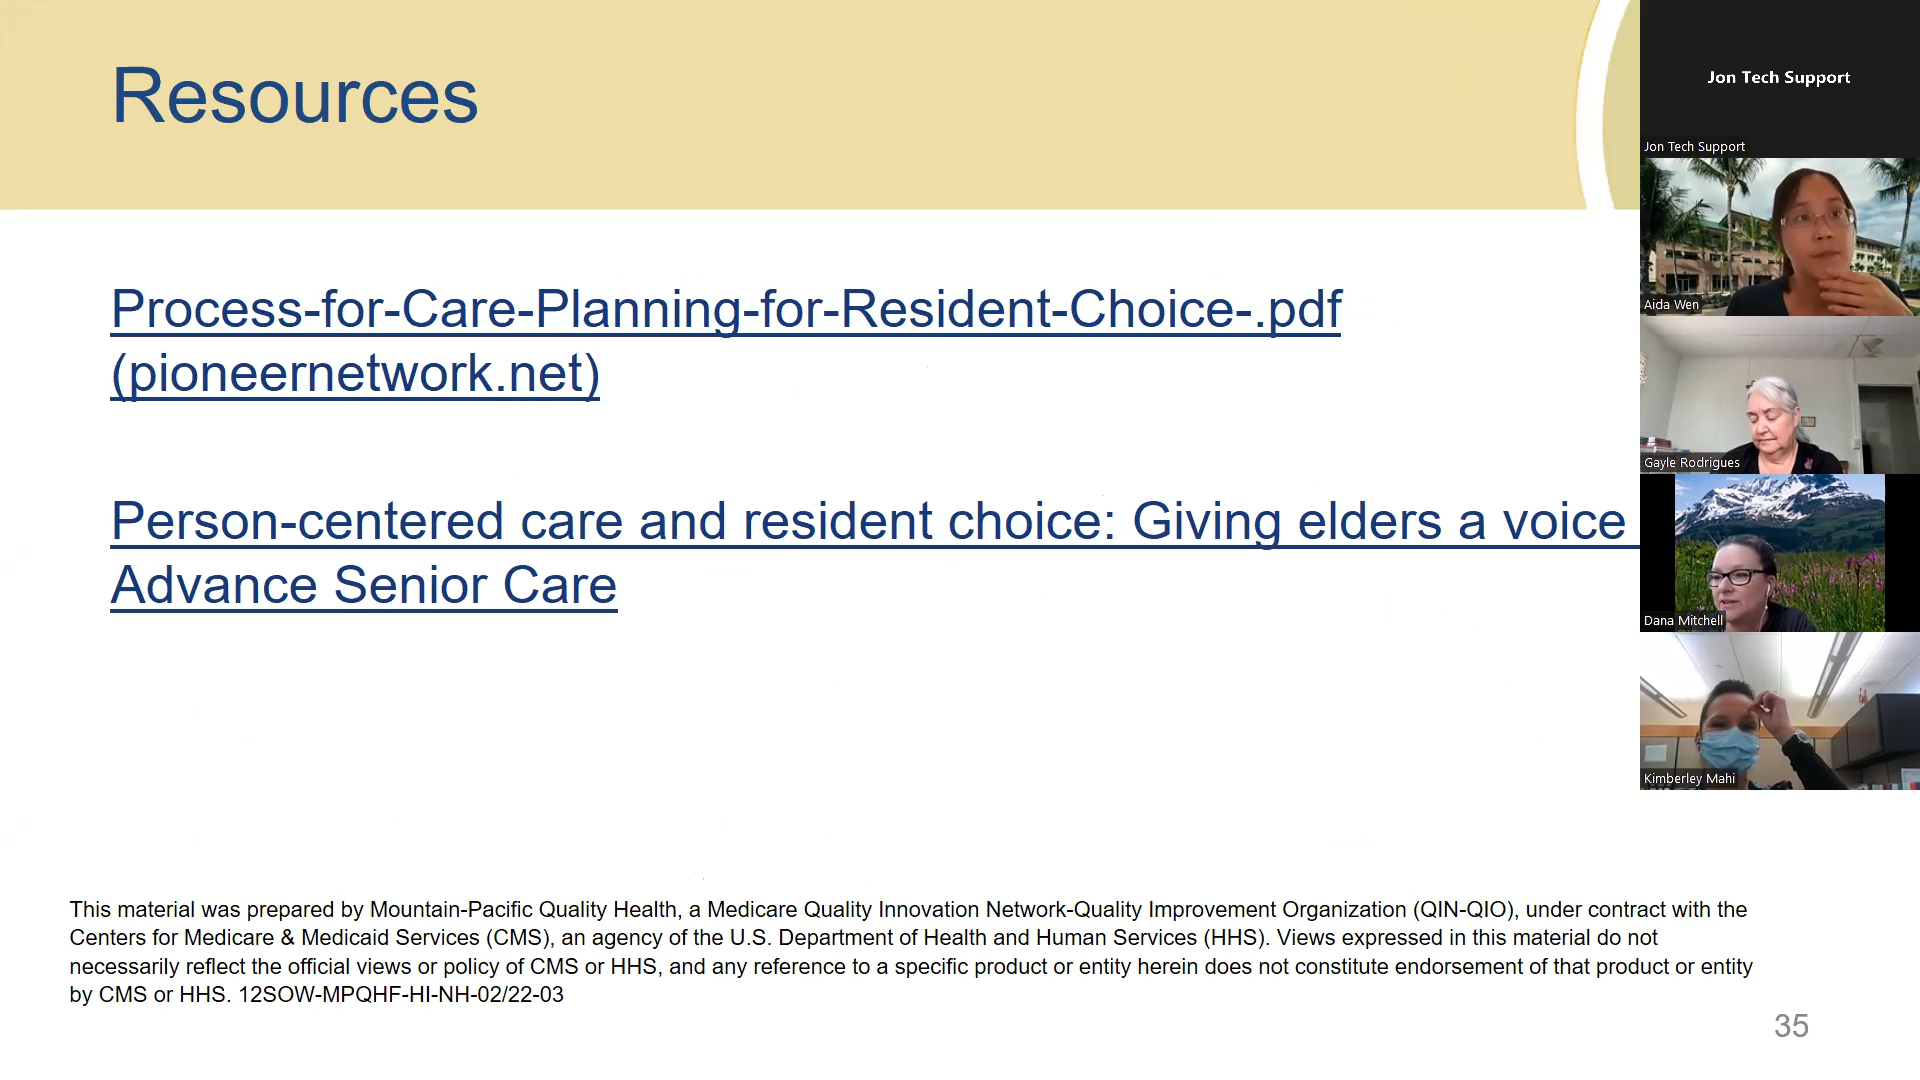 Resources
Process-for-Care-Planning-for-Resident-Choice-.pdf
(pioneernetwork.net)
Person-centered care and resident choice: Giving elders a voice
Advance Senior Care
This material was prepared by Mountain-Pacific Quality Health, a Medicare Quality Innovation Network-Quality Improvement Organization (QIN-QIO), under contract with the
Centers for Medicare & Medicaid Services (CMS), an agency of the U.S. Department of Health and Human Services (HHS). Views expressed in this material do not
necessarily reflect the official views or policy of CMS or HHS, and any reference to a specific product or entity herein does not constitute endorsement of that product or entity
by CMS or HHS. 12SOW-MPQHF-HI-NH-02/22-03
35
Jon Tech Support
Jon Tech Support
Aida Wen
Gayle Rodrigues
Dana Mitchell
Kimberley Mahi